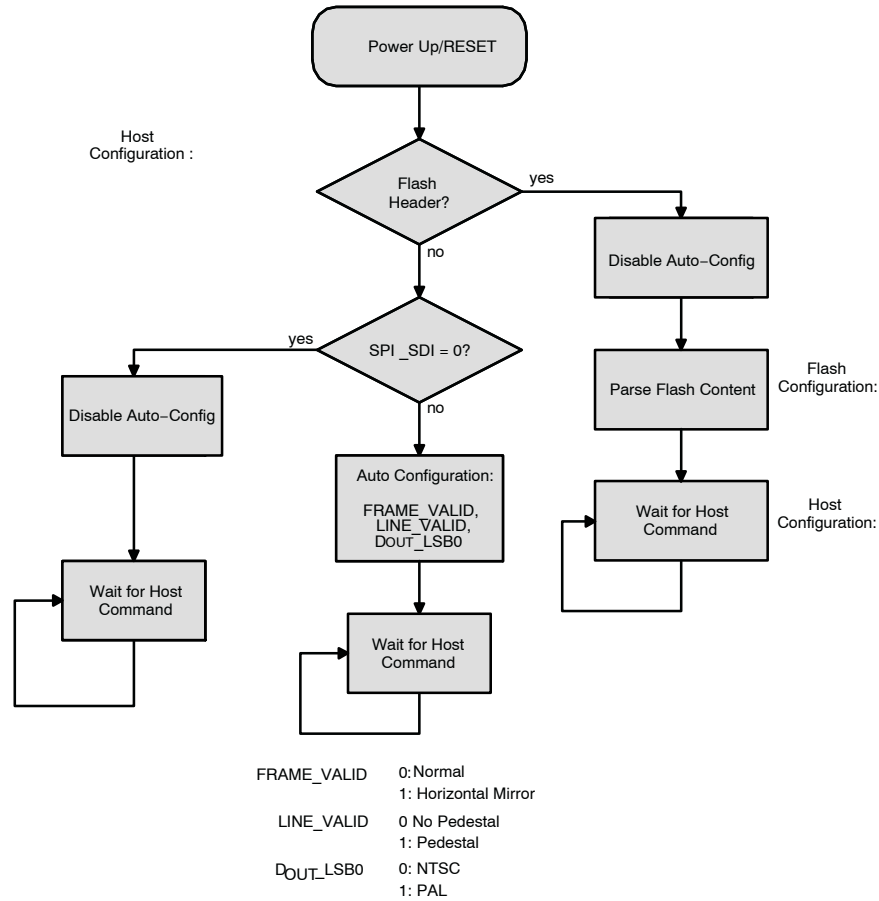 Power Up/RESET
Host
Configuration :
Flash
Header?
yes
no
Disable Auto−Config
yes
SPI _SDI = 0?
no
Parse Flash Content
Flash
Configuration:
Disable Auto−Config
Auto Configuration:
FRAME_VALID,
LINE_VALID,
DOUT_LSB0
Wait for Host
Command
Host
Configuration:
Wait for Host
Command
Wait for Host
Command
FRAME_VALID 0: Normal
1: Horizontal Mirror
LINE_VALID 0 No Pedestal
1: Pedestal
DOUT_LSB0 0: NTSC
1: PAL